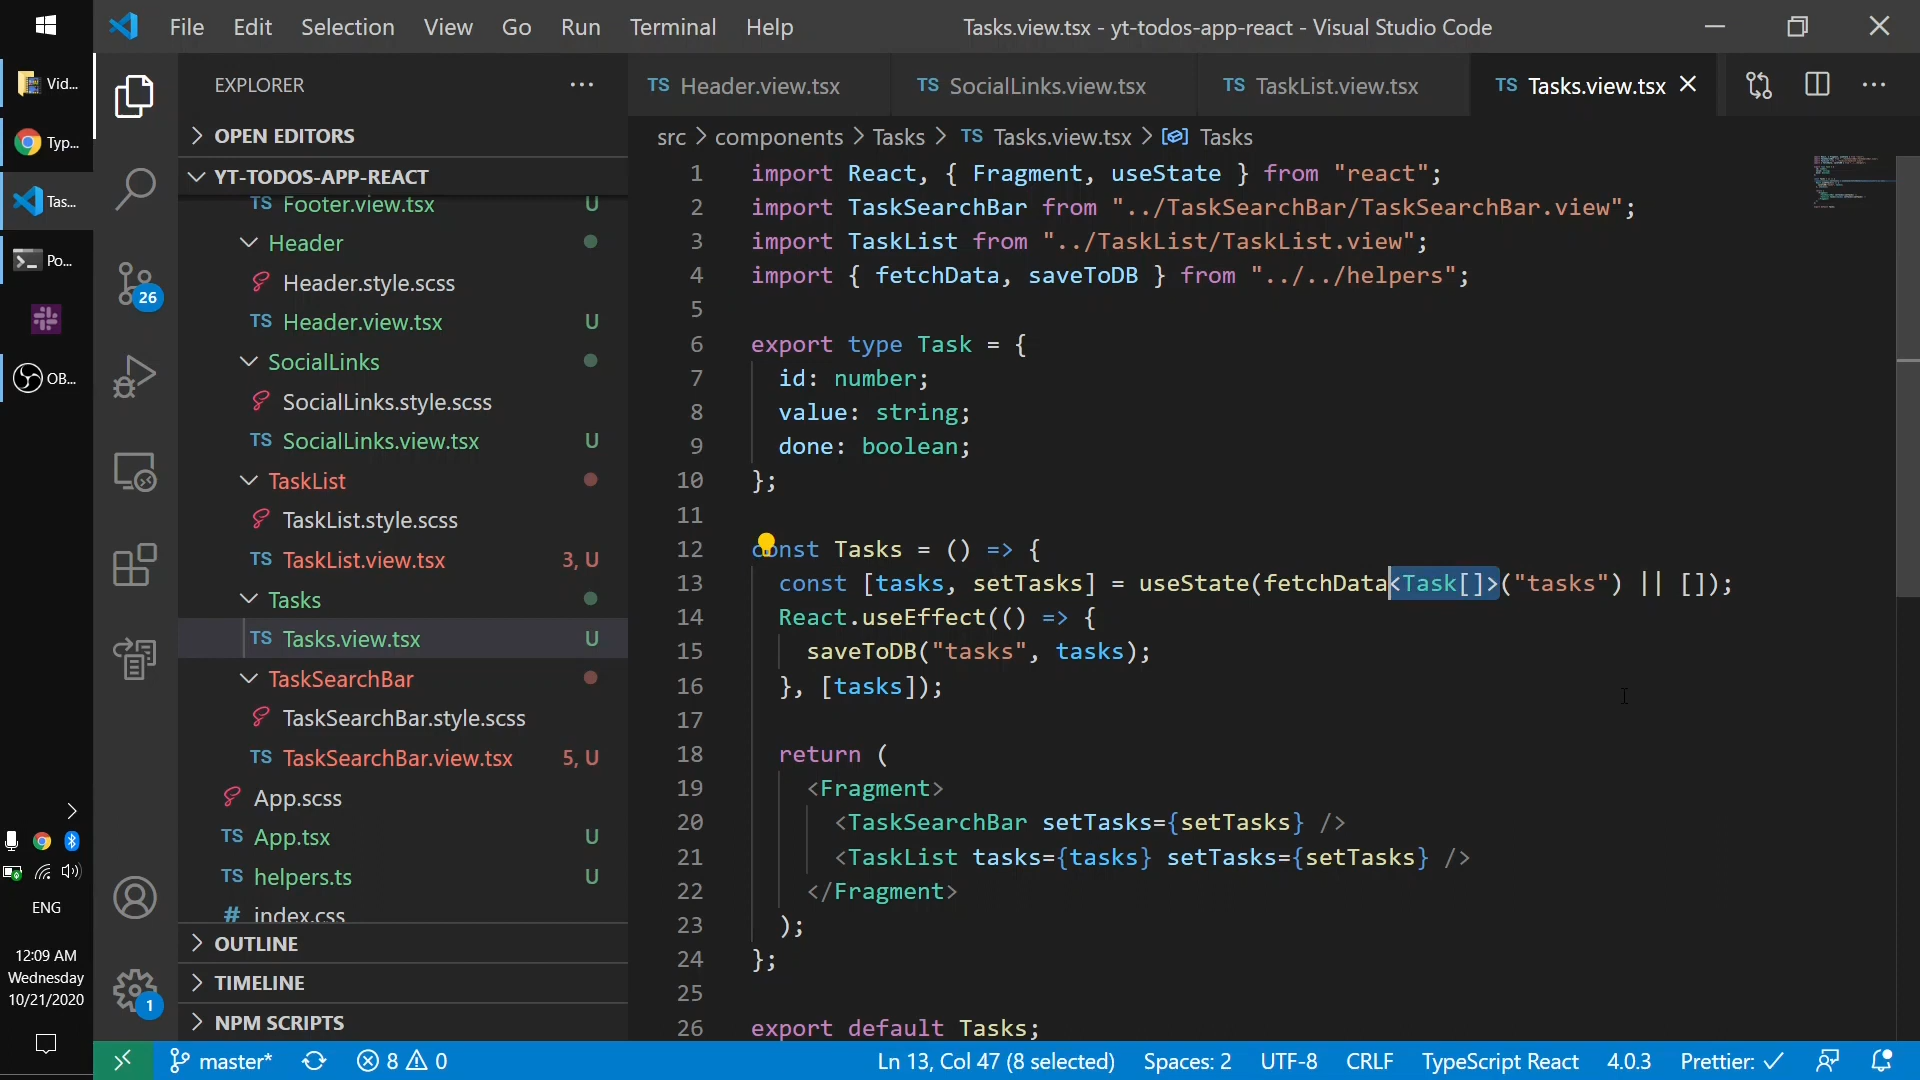 File Edit Selection View Go Run Terminal Help
Tasks.view.tsx - yt-todos-app-react - Visual Studio Code
Vid...
Typ...
Tas...
Po...
OB...
ENG
12:09 AM
Wednesday
10/21/2020
26
1
EXPLORER
OPEN EDITORS
YT-TODOS-APP-REACT
TS Footer.view.tsx U
Header
Header.style.scss
TS Header.view.tsx U
SocialLinks
SocialLinks.style.scss
TS SocialLinks.view.tsx U
TaskList
TaskList.style.scss
TS TaskList.view.tsx 3, U
Tasks
TS Tasks.view.tsx U
TaskSearchBar
TaskSearchBar.style.scss
TS TaskSearchBar.view.tsx 5, U
App.scss
TS App.tsx U
TS helpers.ts U
# index.css
OUTLINE
TIMELINE
NPM SCRIPTS
TS Header.view.tsx TS SocialLinks.view.tsx TS TaskList.view.tsx TS Tasks.view.tsx
src > components > Tasks > TS Tasks.view.tsx > Tasks
1 import React, { Fragment, useState } from "react";
2 import TaskSearchBar from "../TaskSearchBar/TaskSearchBar.view";
3 import TaskList from "../TaskList/TaskList.view";
4 import { fetchData, saveToDB } from "../../helpers";
5
6 export type Task = {
7 id: number;
8 value: string;
9 done: boolean;
10 };
11
12 const Tasks = () => {
13 const [tasks, setTasks] = useState(fetchData<Task[]>("tasks") || []);
14 React.useEffect(() => {
15 saveToDB("tasks", tasks);
16 }, [tasks]);
17
18 return (
19 <Fragment>
20 <TaskSearchBar setTasks={setTasks} />
21 <TaskList tasks={tasks} setTasks={setTasks} />
22 </Fragment>
23 );
24 };
25
26 export default Tasks;
master* 8 0 Ln 13, Col 47 (8 selected) Spaces: 2 UTF-8 CRLF TypeScript React 4.0.3 Prettier: ✓